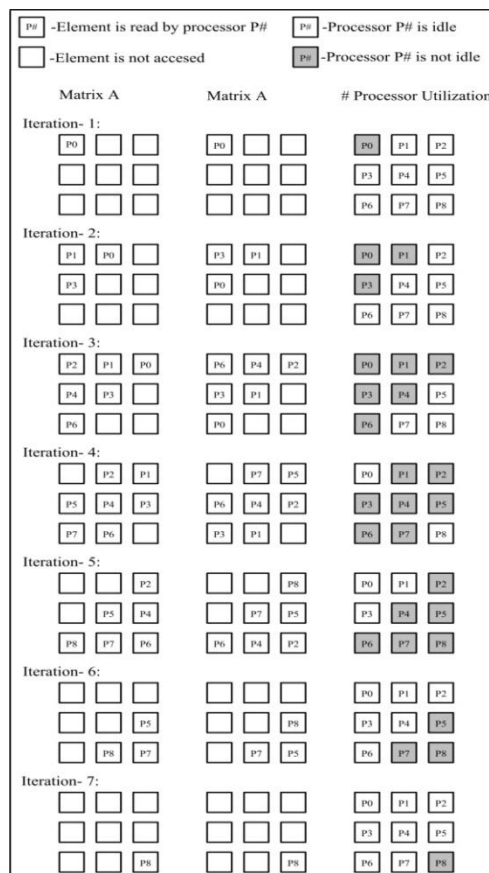 P# -Element is read by processor P# P# -Processor P# is idle
-Element is not accesed P# -Processor P# is not idle
Matrix A Matrix A # Processor Utilization
Iteration- 1:
P0 P0 P0 P1 P2
P3 P4 P5
P6 P7 P8
Iteration- 2:
P1 P0 P3 P1 P0 P1 P2
P3 P0 P3 P4 P5
P6 P7 P8
Iteration- 3:
P2 P1 P0 P6 P4 P2 P0 P1 P2
P4 P3 P3 P1 P3 P4 P5
P6 P0 P6 P7 P8
Iteration- 4:
P2 P1 P7 P5 P0 P1 P2
P5 P4 P3 P6 P4 P2 P3 P4 P5
P7 P6 P3 P1 P6 P7 P8
Iteration- 5:
P2 P8 P0 P1 P2
P5 P4 P7 P5 P3 P4 P5
P8 P7 P6 P6 P4 P2 P6 P7 P8
Iteration- 6:
P0 P1 P2
P5 P8 P3 P4 P5
P8 P7 P7 P5 P6 P7 P8
Iteration- 7:
P0 P1 P2
P3 P4 P5
P8 P8 P6 P7 P8